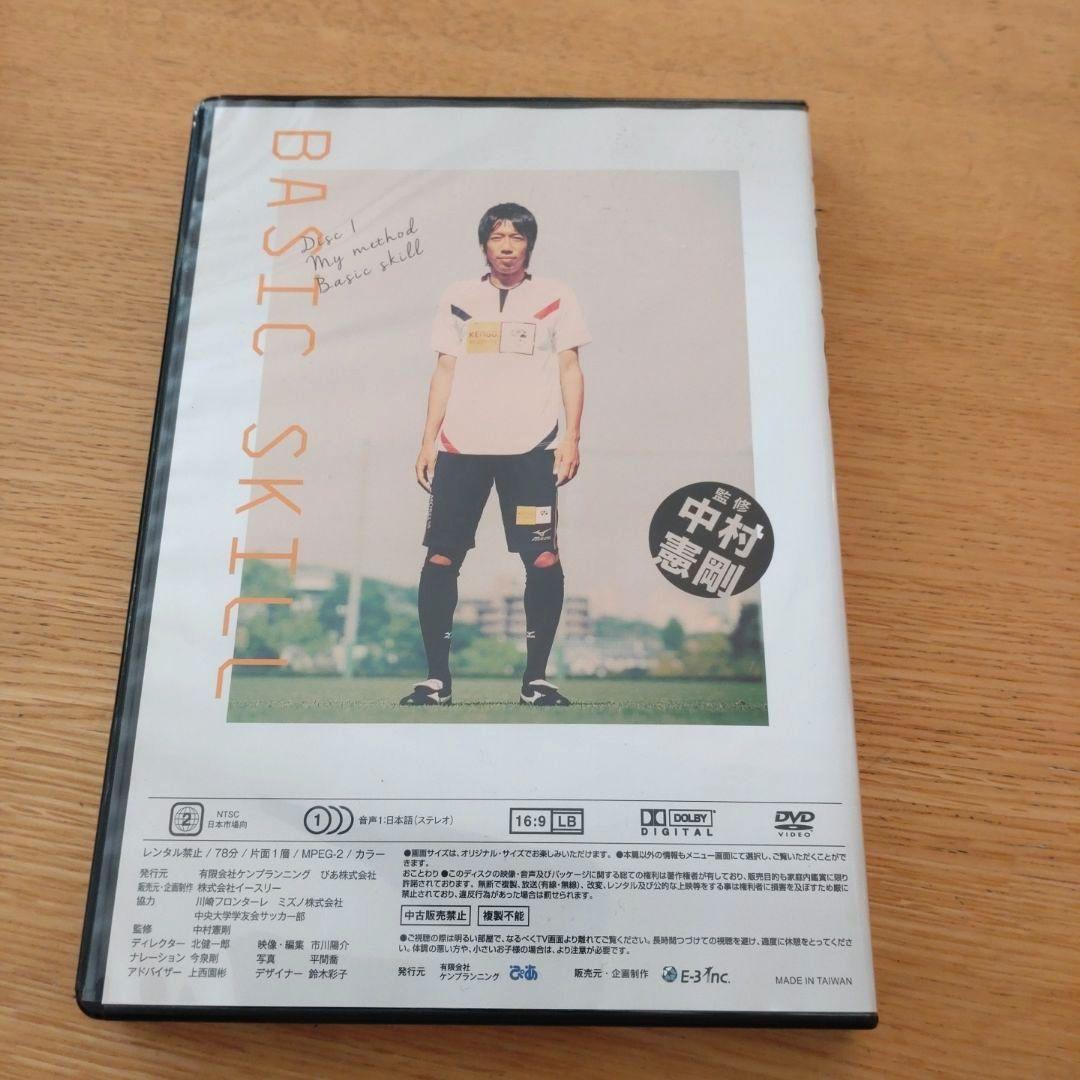 BASIC SKILL
Disc 1
My method
Basic skill
KENGO
MIZUNO
監修
中村
憲剛
2
NTSC
日本市場向
1
音声1:日本語(ステレオ)
16:9 LB
DOLBY
DIGITAL
DVD
VIDEO
レンタル禁止 / 78分 / 片面1層 / MPEG-2 / カラー
発行元 有限会社ケンプランニング ぴあ株式会社
販売元・企画制作 株式会社イースリー
協力 川崎フロンターレ ミズノ株式会社
中央大学学友会サッカー部
監修 中村憲剛
ディレクター 北健一郎 映像・編集 市川陽介
ナレーション 今泉剛 写真 平間喬
アドバイザー 上西園彬 デザイナー 鈴木彩子
●画面サイズは、オリジナル・サイズでお楽しみいただけます。 ●本篇以外の情報もメニュー画面にて選択し、ご覧いただくことができます。
おことわり ●このディスクの映像・音声及びパッケージに関する総ての権利は著作権者が有しており、販売目的も家庭内鑑賞に限り
許諾されております。無断で複製、放送(有線・無線)、改変、レンタル及び公的な上映等をする事は権利者に損害を及ぼすため厳に
禁止されており、違反行為があった場合は罰せられます。
中古販売禁止 複製不能
●ご視聴の際は明るい部屋で、なるべくTV画面より離れてご覧ください。長時間つづけての視聴を避け、適度に休憩をとってくださ
い。体調の悪い方や、小さいお子様の場合は、より注意が必要です。
発行元 有限会社
ケンプランニング ぴあ 販売元・企画制作 E-3 Inc.
MADE IN TAIWAN